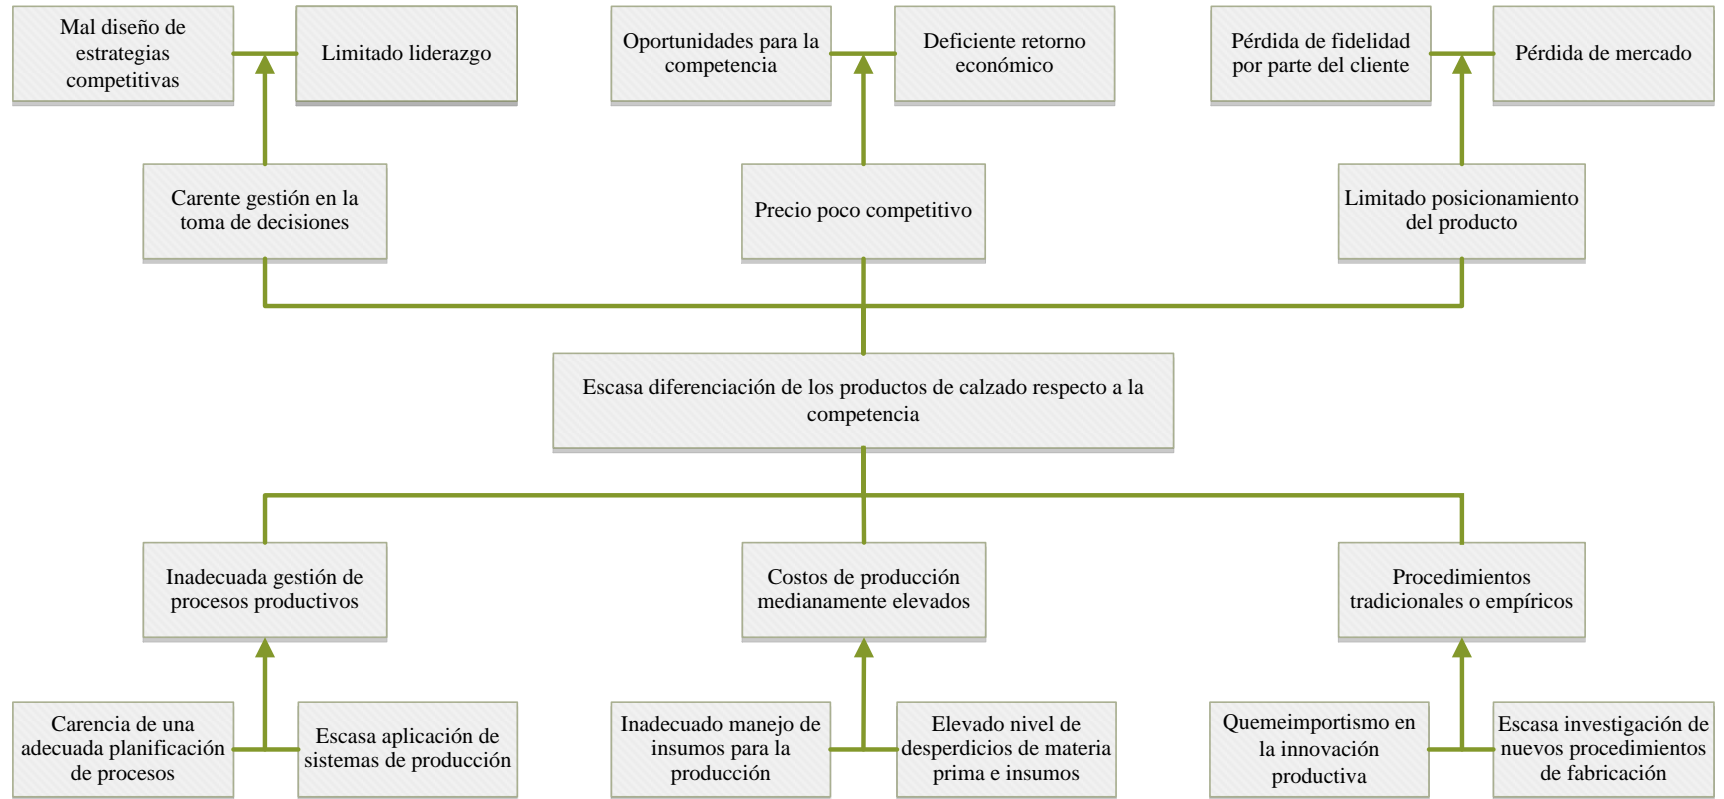 Mal diseño de
estrategias
competitivas
Limitado liderazgo
Oportunidades para la
competencia
Deficiente retorno
económico
Pérdida de fidelidad
por parte del cliente
Pérdida de mercado
Carente gestión en la
toma de decisiones
Precio poco competitivo
Limitado posicionamiento
del producto
Escasa diferenciación de los productos de calzado respecto a la
competencia
Inadecuada gestión de
procesos productivos
Costos de producción
medianamente elevados
Procedimientos
tradicionales o empíricos
Carencia de una
adecuada planificación
de procesos
Escasa aplicación de
sistemas de producción
Inadecuado manejo de
insumos para la
producción
Elevado nivel de
desperdicios de materia
prima e insumos
Quemeimportismo en
la innovación
productiva
Escasa investigación de
nuevos procedimientos
de fabricación